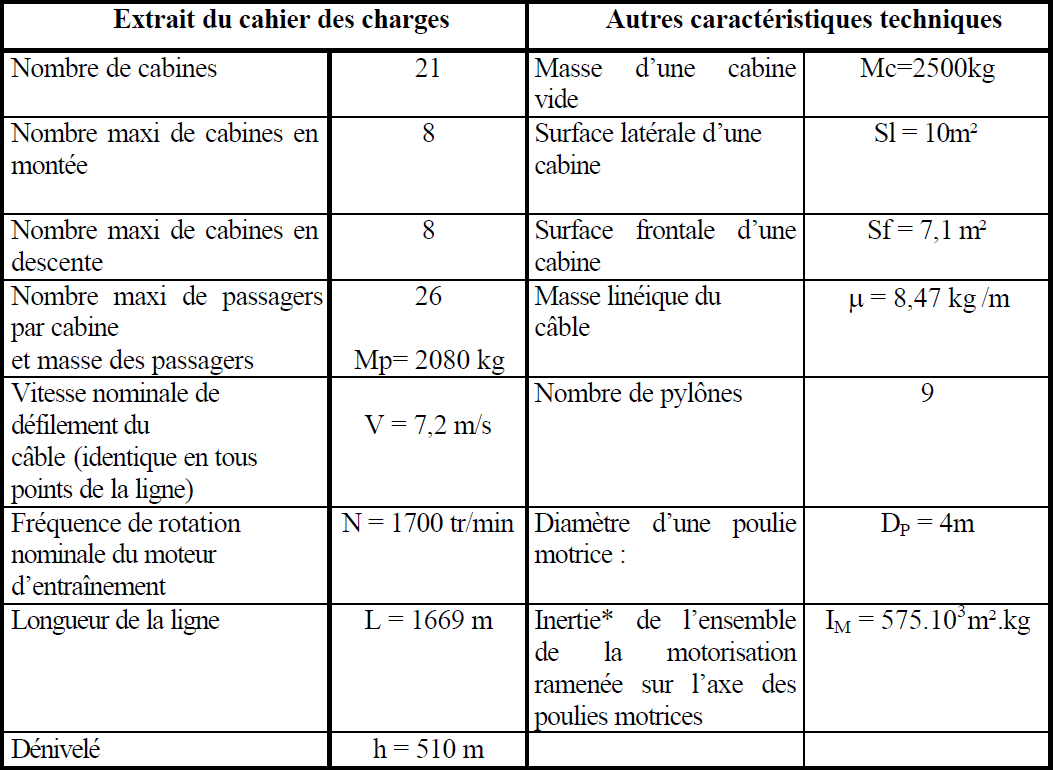 Extrait du cahier des charges
Autres caractéristiques techniques
Nombre de cabines
21
Masse d’une cabine
vide
Mc=2500kg
Nombre maxi de cabines en
montée
8
Surface latérale d’une
cabine
Sl = 10m²
Nombre maxi de cabines en
descente
8
Surface frontale d’une
cabine
Sf = 7,1 m²
Nombre maxi de passagers
par cabine
et masse des passagers
26
Mp= 2080 kg
Masse linéique du
câble
μ = 8,47 kg /m
Vitesse nominale de
défilement du
câble (identique en tous
points de la ligne)
V = 7,2 m/s
Nombre de pylônes
9
Fréquence de rotation
nominale du moteur
d’entraînement
N = 1700 tr/min
Diamètre d’une poulie
motrice :
D_P = 4m
Longueur de la ligne
L = 1669 m
Inertie* de l’ensemble
de la motorisation
ramenée sur l’axe des
poulies motrices
I_M = 575.10³m².kg
Dénivelé
h = 510 m